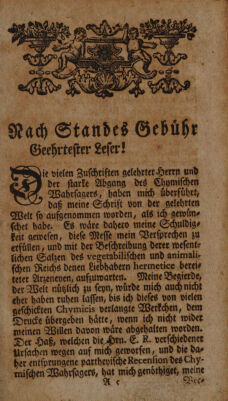 Nach Standes Gebühr
Geehrtester Leser!
Die vielen Zuschriften gelehrter Herrn und
der starke Abgang des Chymischen
Wahrsagers, haben mich überführt,
daß meine Schrift von der gelehrten
Welt so aufgenommen worden, als ich gewün-
schet habe. Es wäre dahero meine Schuldig-
keit gewesen, diese Messe mein Versprechen zu
erfüllen, und mit der Beschreibung derer wesent-
lichen Salzen des vegetabilischen und animali-
schen Reichs denen Liebhabern hermetice berei-
teter Arzeneyen, aufzuwarten. Meine Begierde,
der Welt nützlich zu seyn, würde mich auch nicht
eher haben ruhen lassen, bis ich dieses von vielen
geschickten Chymicis verlangte Werkchen, dem
Drucke übergeben hätte, wenn ich nicht wider
meinen Willen davon wäre abgehalten worden.
Der Haß, welchen die Hrn. E. R. verschiedener
Ursachen wegen auf mich geworfen, und die da-
her entsprungene partheyische Recension des Chy-
mischen Wahrsagers, hat mich genöthiget, meine
A